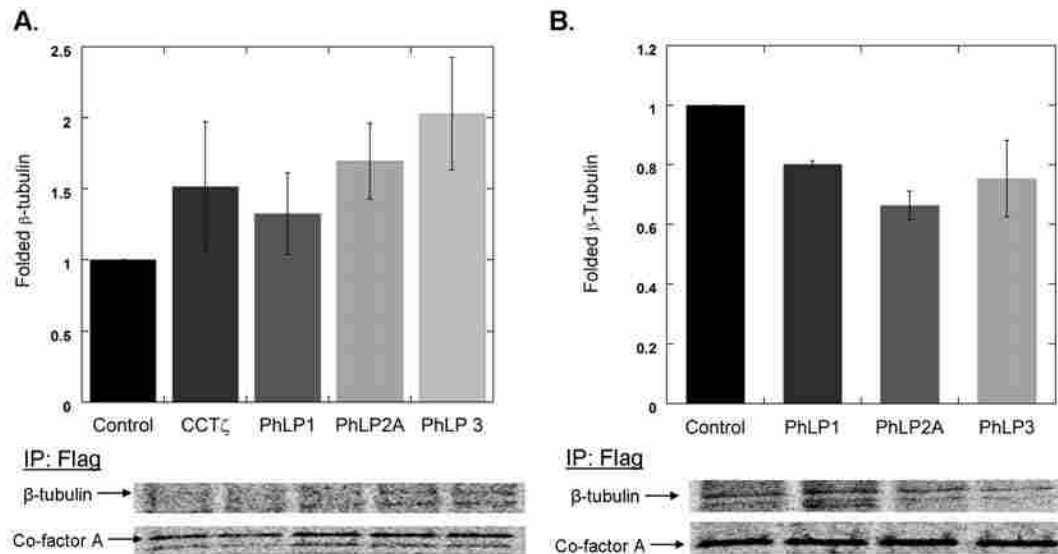 A.
2.5
2
1.5
1
0.5
0
Folded β-tubulin
Control CCTζ PhLP1 PhLP2A PhLP 3
IP: Flag
β-tubulin
Co-factor A
B.
1.2
1
0.8
0.6
0.4
0.2
0
Folded β-Tubulin
Control PhLP1 PhLP2A PhLP3
IP: Flag
β-tubulin
Co-factor A